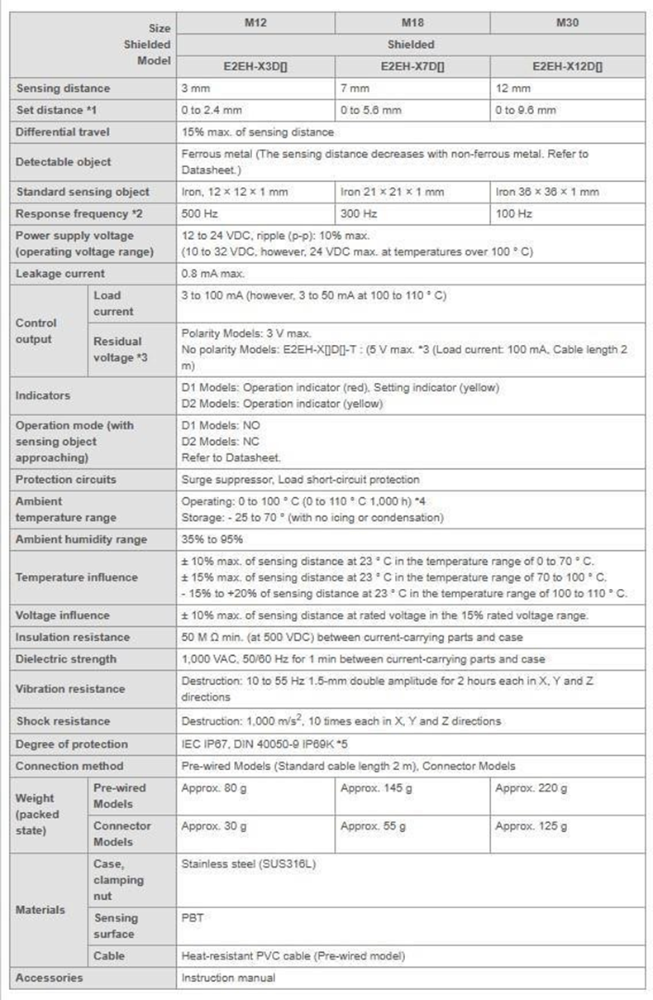 Size
Shielded
Model
M12
M18
M30
Shielded
E2EH-X3D[]
E2EH-X7D[]
E2EH-X12D[]
Sensing distance
3 mm
7 mm
12 mm
Set distance *1
0 to 2.4 mm
0 to 5.6 mm
0 to 9.6 mm
Differential travel
15% max. of sensing distance
Detectable object
Ferrous metal (The sensing distance decreases with non-ferrous metal. Refer to
Datasheet.)
Standard sensing object
Iron, 12 × 12 × 1 mm
Iron 21 × 21 × 1 mm
Iron 36 × 36 × 1 mm
Response frequency *2
500 Hz
300 Hz
100 Hz
Power supply voltage
(operating voltage range)
12 to 24 VDC, ripple (p-p): 10% max.
(10 to 32 VDC, however, 24 VDC max. at temperatures over 100 ° C)
Leakage current
0.8 mA max.
Control
output
Load
current
3 to 100 mA (however, 3 to 50 mA at 100 to 110 ° C)
Residual
voltage *3
Polarity Models: 3 V max.
No polarity Models: E2EH-X[]D[]-T : (5 V max. *3 (Load current: 100 mA, Cable length 2
m)
Indicators
D1 Models: Operation indicator (red), Setting indicator (yellow)
D2 Models: Operation indicator (yellow)
Operation mode (with
sensing object
approaching)
D1 Models: NO
D2 Models: NC
Refer to Datasheet.
Protection circuits
Surge suppressor, Load short-circuit protection
Ambient
temperature range
Operating: 0 to 100 ° C (0 to 110 ° C 1,000 h) *4
Storage: - 25 to 70 ° (with no icing or condensation)
Ambient humidity range
35% to 95%
Temperature influence
± 10% max. of sensing distance at 23 ° C in the temperature range of 0 to 70 ° C.
± 15% max. of sensing distance at 23 ° C in the temperature range of 70 to 100 ° C.
- 15% to +20% of sensing distance at 23 ° C in the temperature range of 100 to 110 ° C.
Voltage influence
± 10% max. of sensing distance at rated voltage in the 15% rated voltage range.
Insulation resistance
50 M Ω min. (at 500 VDC) between current-carrying parts and case
Dielectric strength
1,000 VAC, 50/60 Hz for 1 min between current-carrying parts and case
Vibration resistance
Destruction: 10 to 55 Hz 1.5-mm double amplitude for 2 hours each in X, Y and Z
directions
Shock resistance
Destruction: 1,000 m/s², 10 times each in X, Y and Z directions
Degree of protection
IEC IP67, DIN 40050-9 IP69K *5
Connection method
Pre-wired Models (Standard cable length 2 m), Connector Models
Weight
(packed
state)
Pre-wired
Models
Approx. 80 g
Approx. 145 g
Approx. 220 g
Connector
Models
Approx. 30 g
Approx. 55 g
Approx. 125 g
Materials
Case,
clamping
nut
Stainless steel (SUS316L)
Sensing
surface
PBT
Cable
Heat-resistant PVC cable (Pre-wired model)
Accessories
Instruction manual